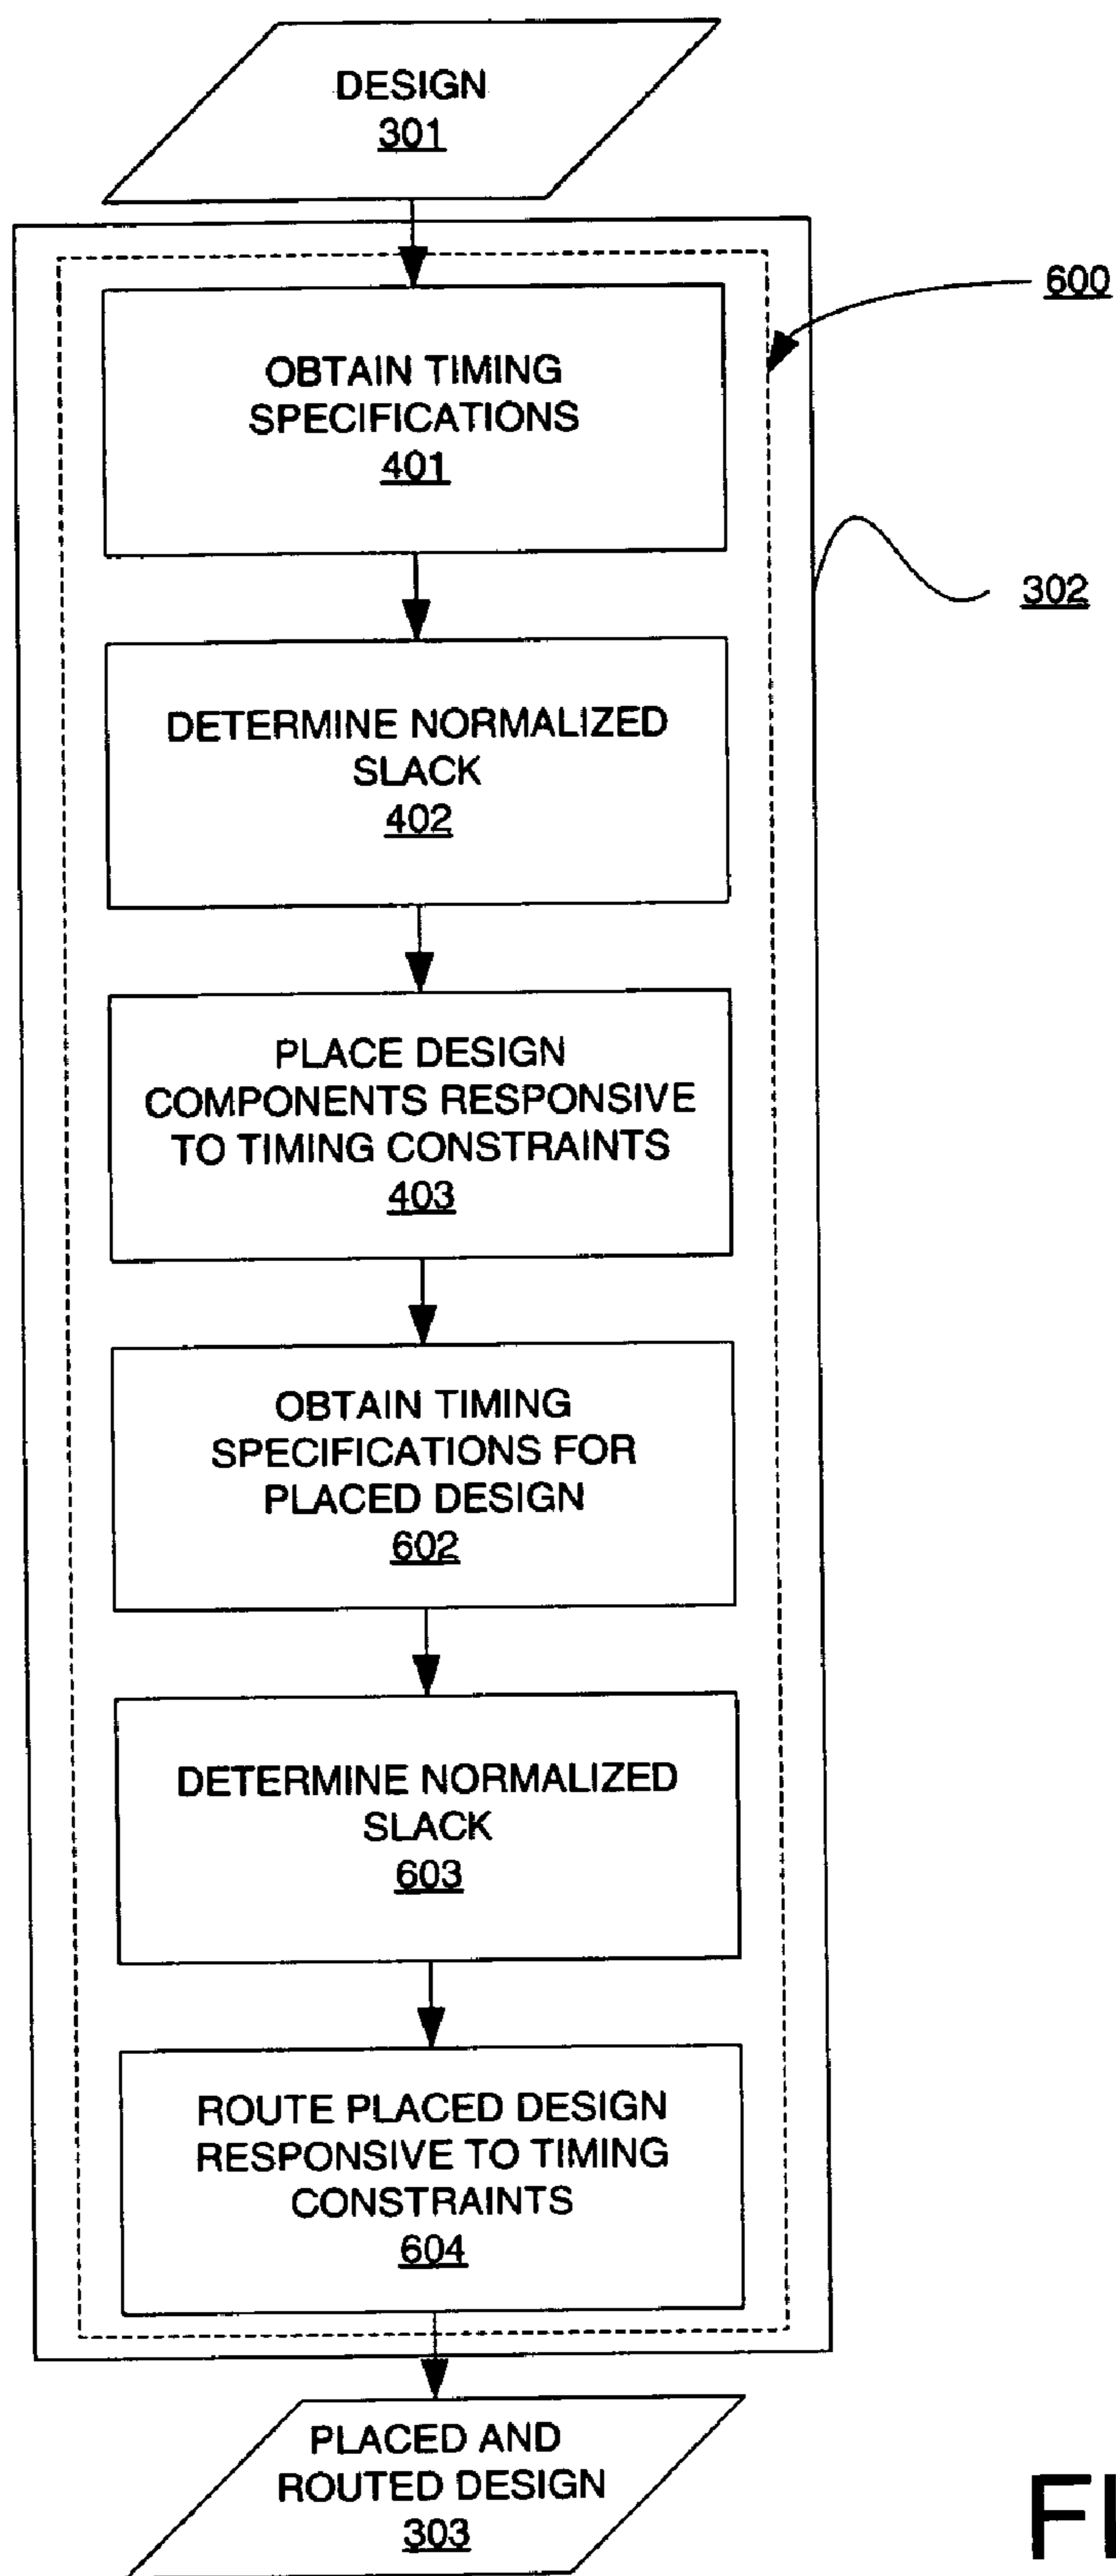 DESIGN
301
600
OBTAIN TIMING
SPECIFICATIONS
401
302
DETERMINE NORMALIZED
SLACK
402
PLACE DESIGN
COMPONENTS RESPONSIVE
TO TIMING CONSTRAINTS
403
OBTAIN TIMING
SPECIFICATIONS FOR
PLACED DESIGN
602
DETERMINE NORMALIZED
SLACK
603
ROUTE PLACED DESIGN
RESPONSIVE TO TIMING
CONSTRAINTS
604
PLACED AND
ROUTED DESIGN
303